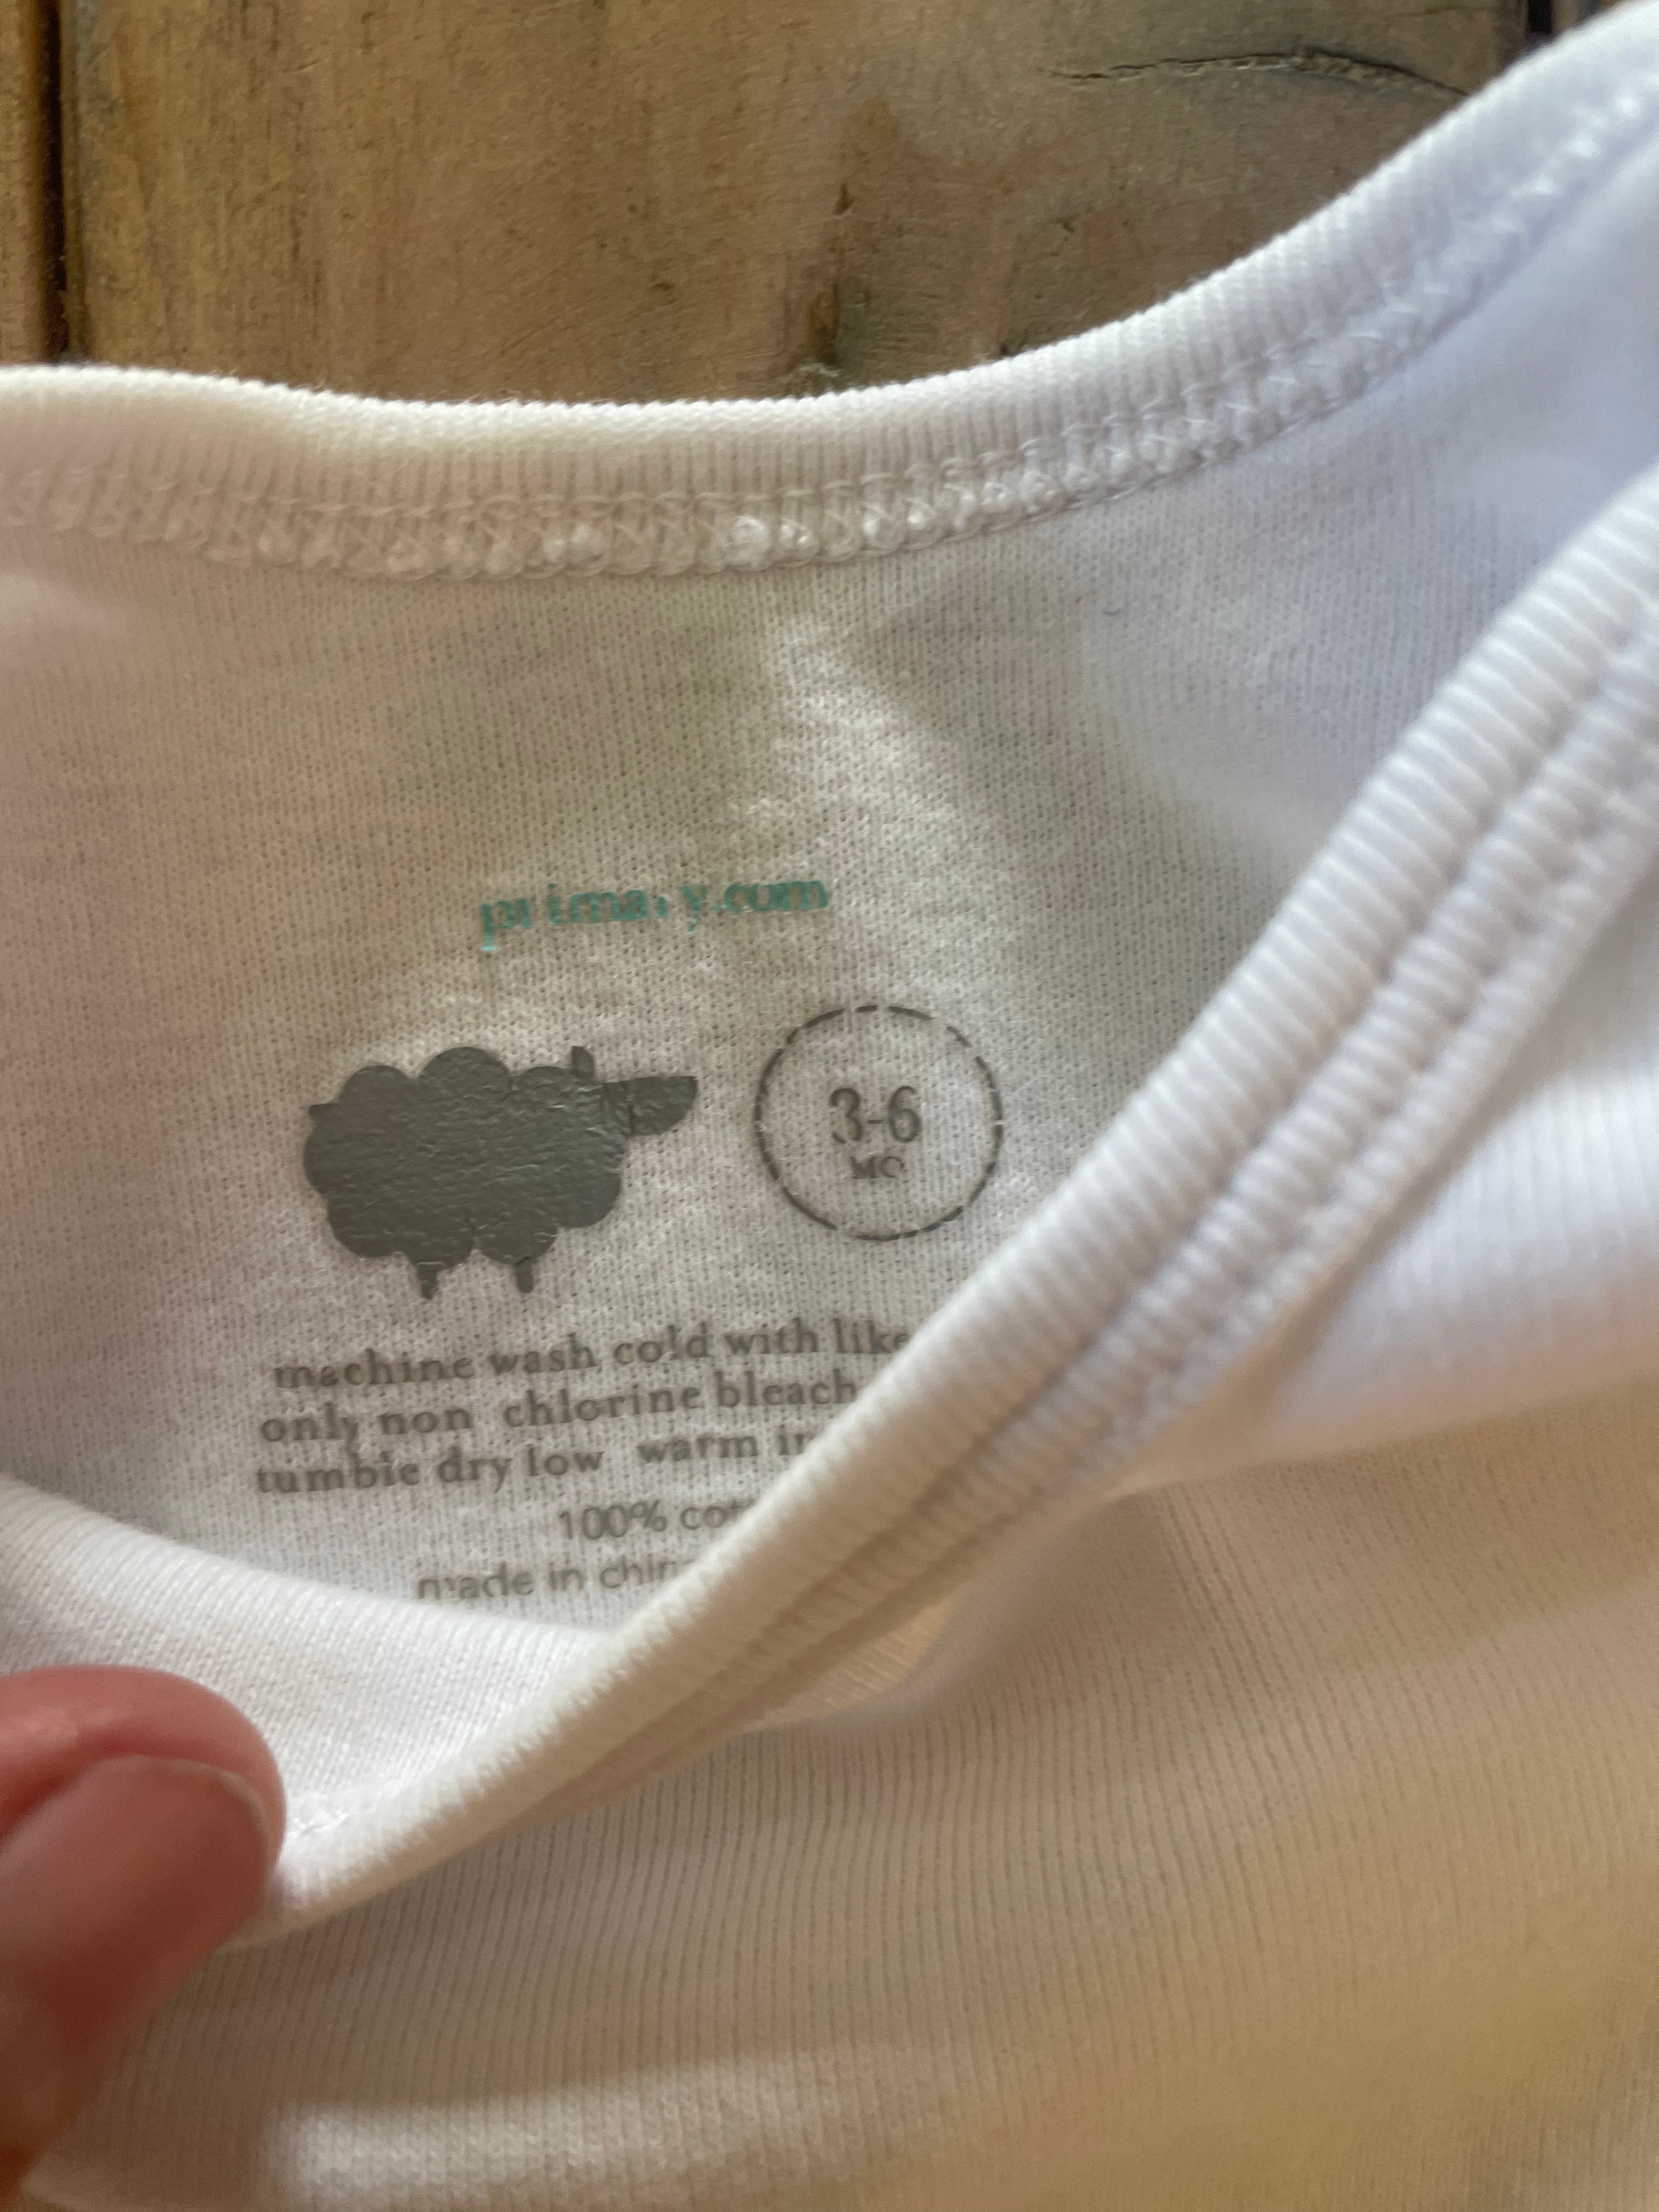 primary.com
3-6
MO
machine wash cold with like
only non chlorine bleach
tumble dry low warm
100%
made in